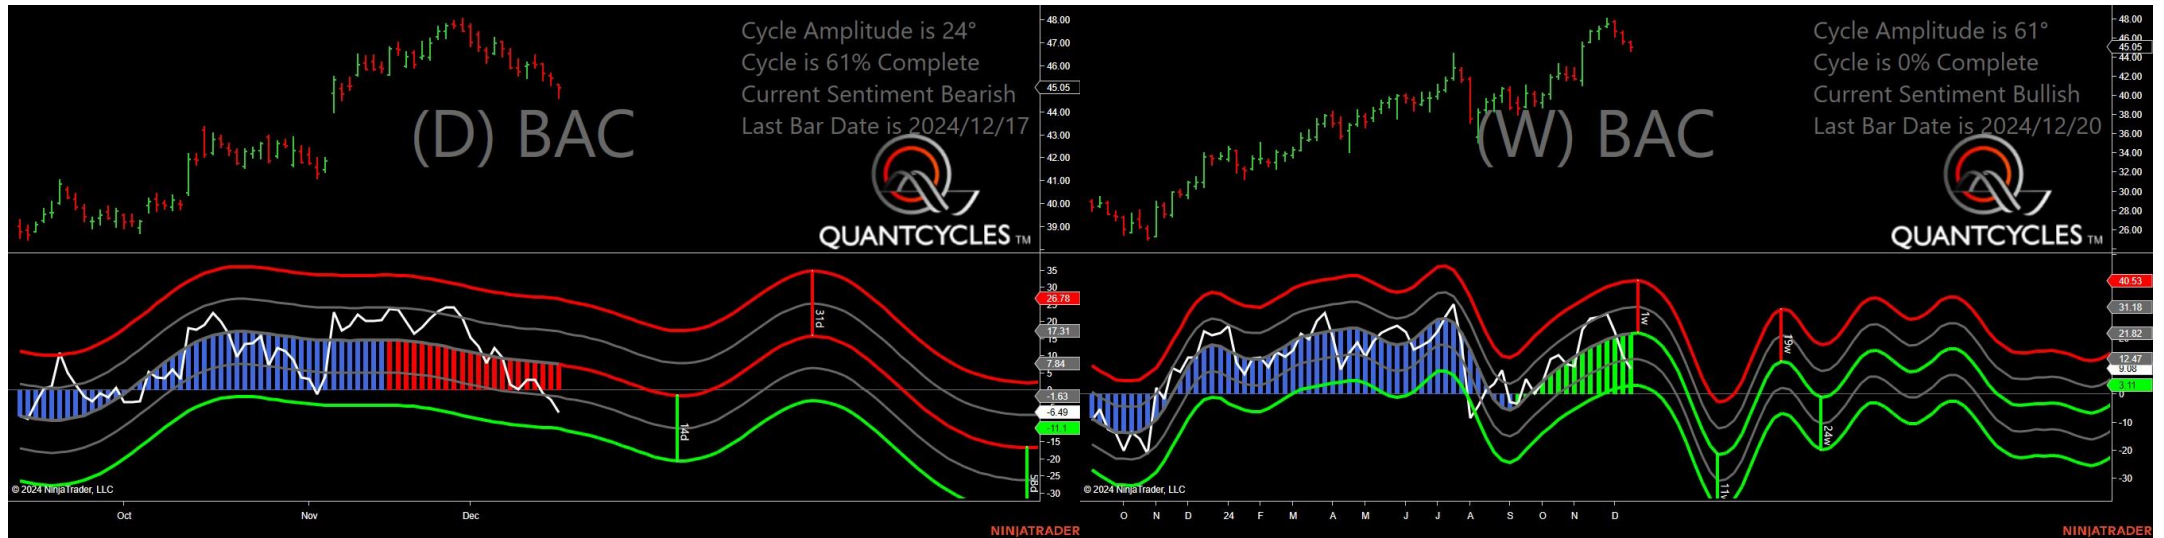 Cycle Amplitude is 24°
Cycle is 61% Complete
Current Sentiment Bearish
Last Bar Date is 2024/12/17
(D) BAC
QUANTCYCLES TM
48.00
47.00
46.00
45.05
44.00
43.00
42.00
41.00
40.00
39.00
35
30
26.78
17.31
15
10
7.84
5
0
-1.63
-6.49
-11.1
-15
-20
-25
-30
31d
14d
58d
© 2024 NinjaTrader, LLC
Oct Nov Dec
NINJATRADER
Cycle Amplitude is 61°
Cycle is 0% Complete
Current Sentiment Bullish
Last Bar Date is 2024/12/20
(W) BAC
QUANTCYCLES TM
48.00
46.00
45.05
44.00
42.00
40.00
38.00
36.00
34.00
32.00
30.00
28.00
26.00
40.53
31.18
21.82
12.47
9.08
3.11
0
-10
-20
-30
1w
19w
24w
© 2024 NinjaTrader, LLC
O N D 24 F M A M J J A S O N D
NINJATRADER